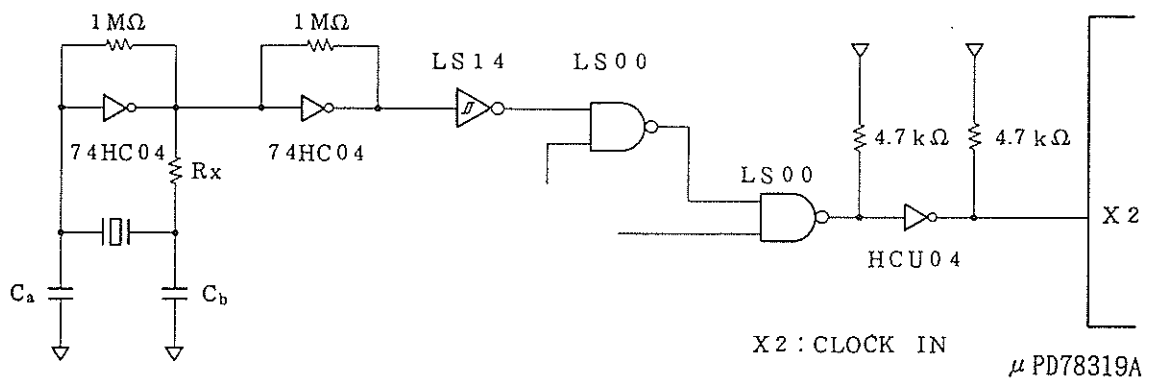 1MΩ
1MΩ
LS14
LS00
74HC04
74HC04
Rx
4.7kΩ
4.7kΩ
LS00
X2
HCU04
Ca
Cb
X2:CLOCK IN
μPD78319A